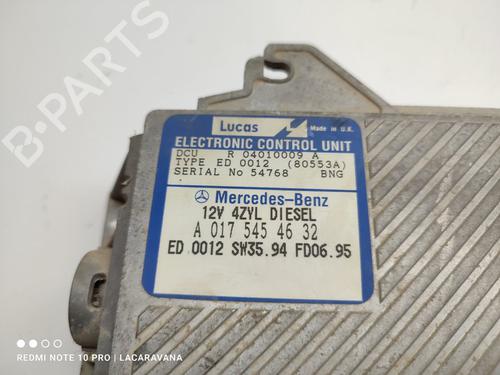 B-PARTS
Lucas
Made in U.K.
ELECTRONIC CONTROL UNIT
DCU R 04010009 A
TYPE ED 0012 (80553A)
SERIAL No 54768 BNG
Mercedes-Benz
12V 4ZYL DIESEL
A 017 545 46 32
ED 0012 SW35.94 FD06.95
REDMI NOTE 10 PRO | LACARAVANA